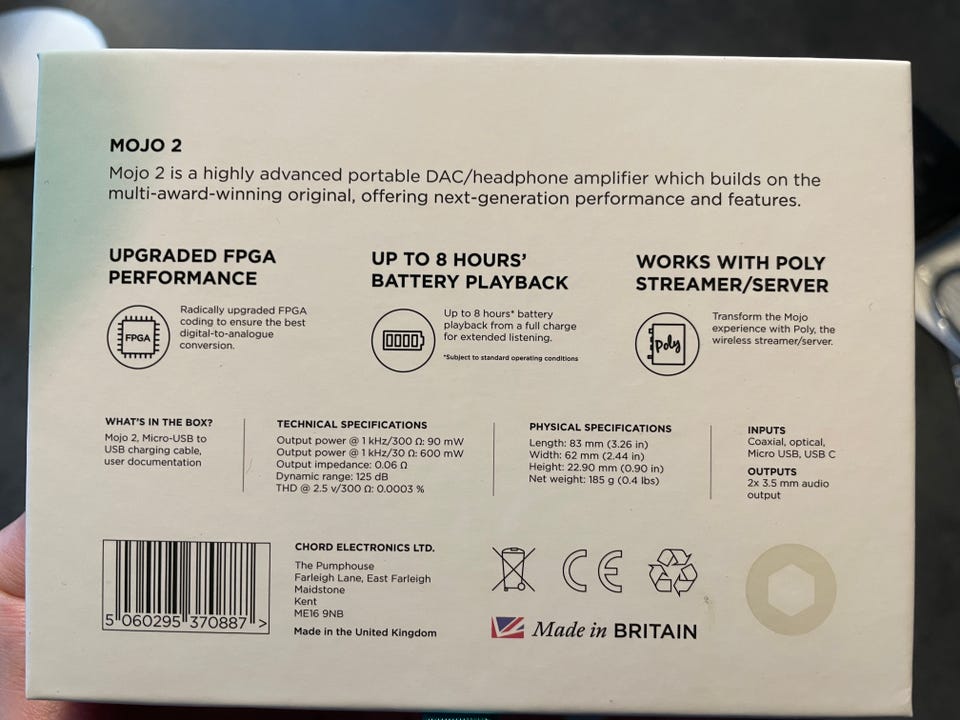 MOJO 2
Mojo 2 is a highly advanced portable DAC/headphone amplifier which builds on the
multi-award-winning original, offering next-generation performance and features.
UPGRADED FPGA
PERFORMANCE
FPGA
Radically upgraded FPGA
coding to ensure the best
digital-to-analogue
conversion.
UP TO 8 HOURS’
BATTERY PLAYBACK
Up to 8 hours* battery
playback from a full charge
for extended listening.
*Subject to standard operating conditions
WORKS WITH POLY
STREAMER/SERVER
poly
Transform the Mojo
experience with Poly, the
wireless streamer/server.
WHAT'S IN THE BOX?
Mojo 2, Micro-USB to
USB charging cable,
user documentation
TECHNICAL SPECIFICATIONS
Output power @ 1 kHz/300 Ω: 90 mW
Output power @ 1 kHz/30 Ω: 600 mW
Output impedance: 0.06 Ω
Dynamic range: 125 dB
THD @ 2.5 v/300 Ω: 0.0003 %
PHYSICAL SPECIFICATIONS
Length: 83 mm (3.26 in)
Width: 62 mm (2.44 in)
Height: 22.90 mm (0.90 in)
Net weight: 185 g (0.4 lbs)
INPUTS
Coaxial, optical,
Micro USB, USB C
OUTPUTS
2x 3.5 mm audio
output
5 060295 370887 >
CHORD ELECTRONICS LTD.
The Pumphouse
Farleigh Lane, East Farleigh
Maidstone
Kent
ME16 9NB
Made in the United Kingdom
CE
Made in BRITAIN